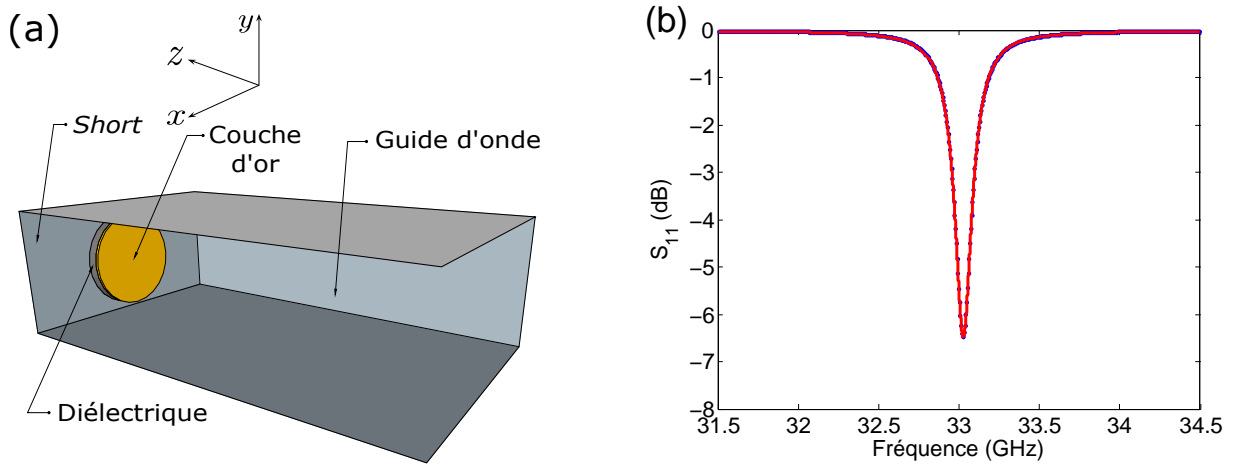 (a)
y
z
x
Short
Couche
d'or
Guide d'onde
Diélectrique
(b)
0
−1
−2
−3
−4
−5
−6
−7
−8
S11 (dB)
31.5 32 32.5 33 33.5 34 34.5
Fréquence (GHz)